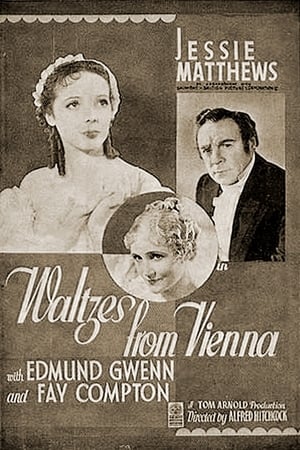 JESSIE
MATTHEWS
in
Waltzes
from Vienna
with EDMUND GWENN
and FAY COMPTON
A TOM ARNOLD Production
Directed by ALFRED HITCHCOCK